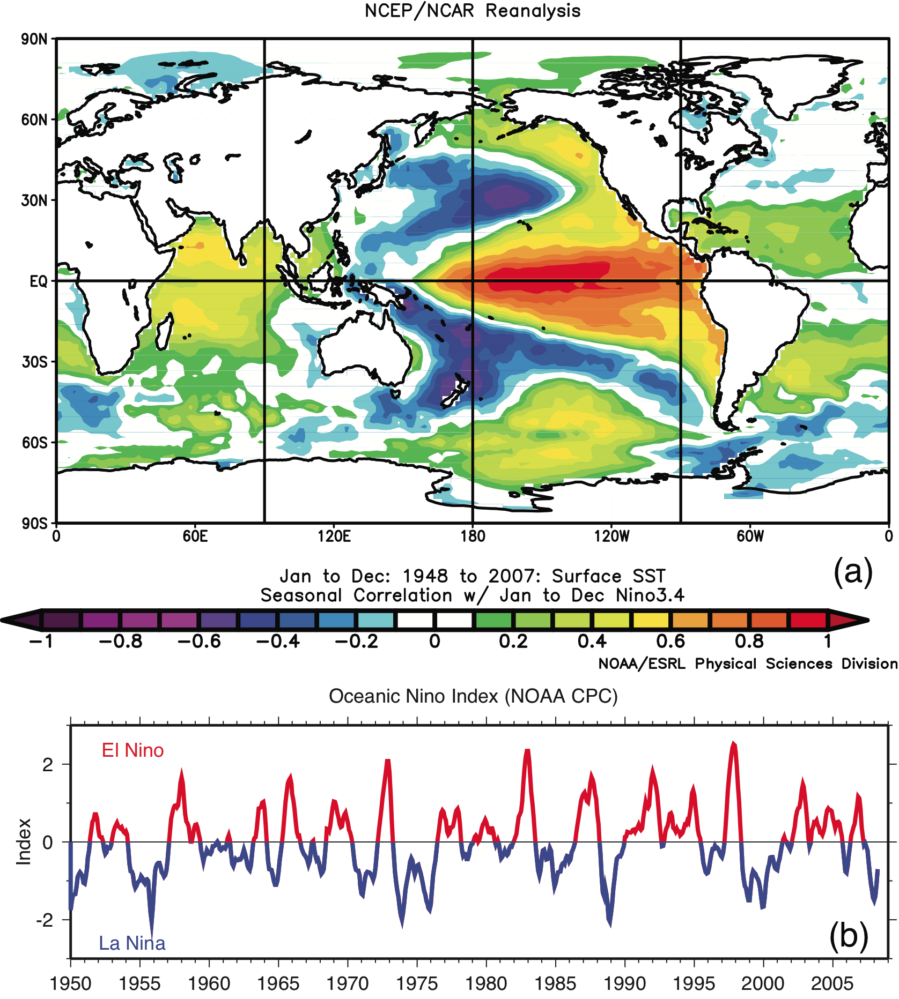 NCEP/NCAR Reanalysis
90N
60N
30N
EQ
30S
60S
90S
0 60E 120E 180 120W 60W 0
(a)
Jan to Dec: 1948 to 2007: Surface SST
Seasonal Correlation w/ Jan to Dec Nino3.4
−1 −0.8 −0.6 −0.4 −0.2 0 0.2 0.4 0.6 0.8 1
NOAA/ESRL Physical Sciences Division
Oceanic Nino Index (NOAA CPC)
El Nino
2
0
-2
Index
La Nina
(b)
1950 1955 1960 1965 1970 1975 1980 1985 1990 1995 2000 2005